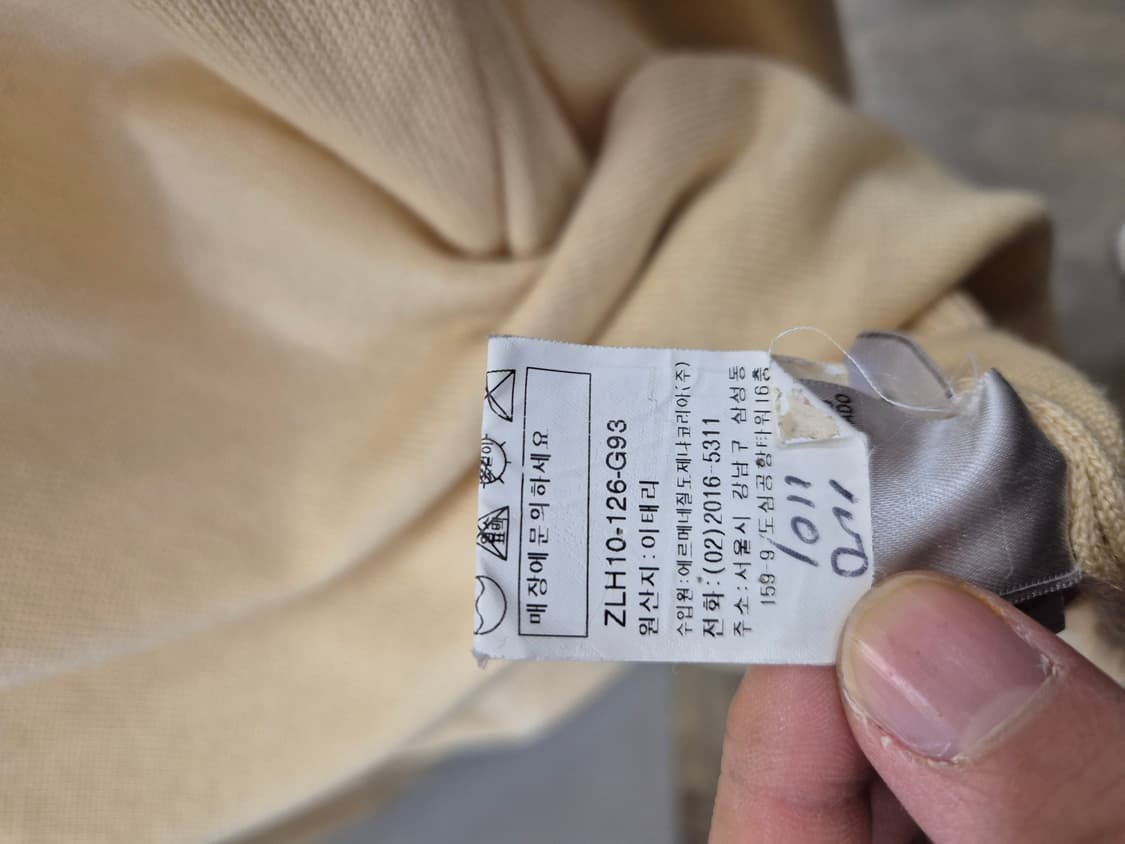 매장에문의하세요
ZLH10-126-G93
원산지:이태리
수입원:에르메네질도제냐코리아(주)
전화:(02)2016-5311
주소:서울시 강남구 삼성동
159-9 도심공항타워16층
1101